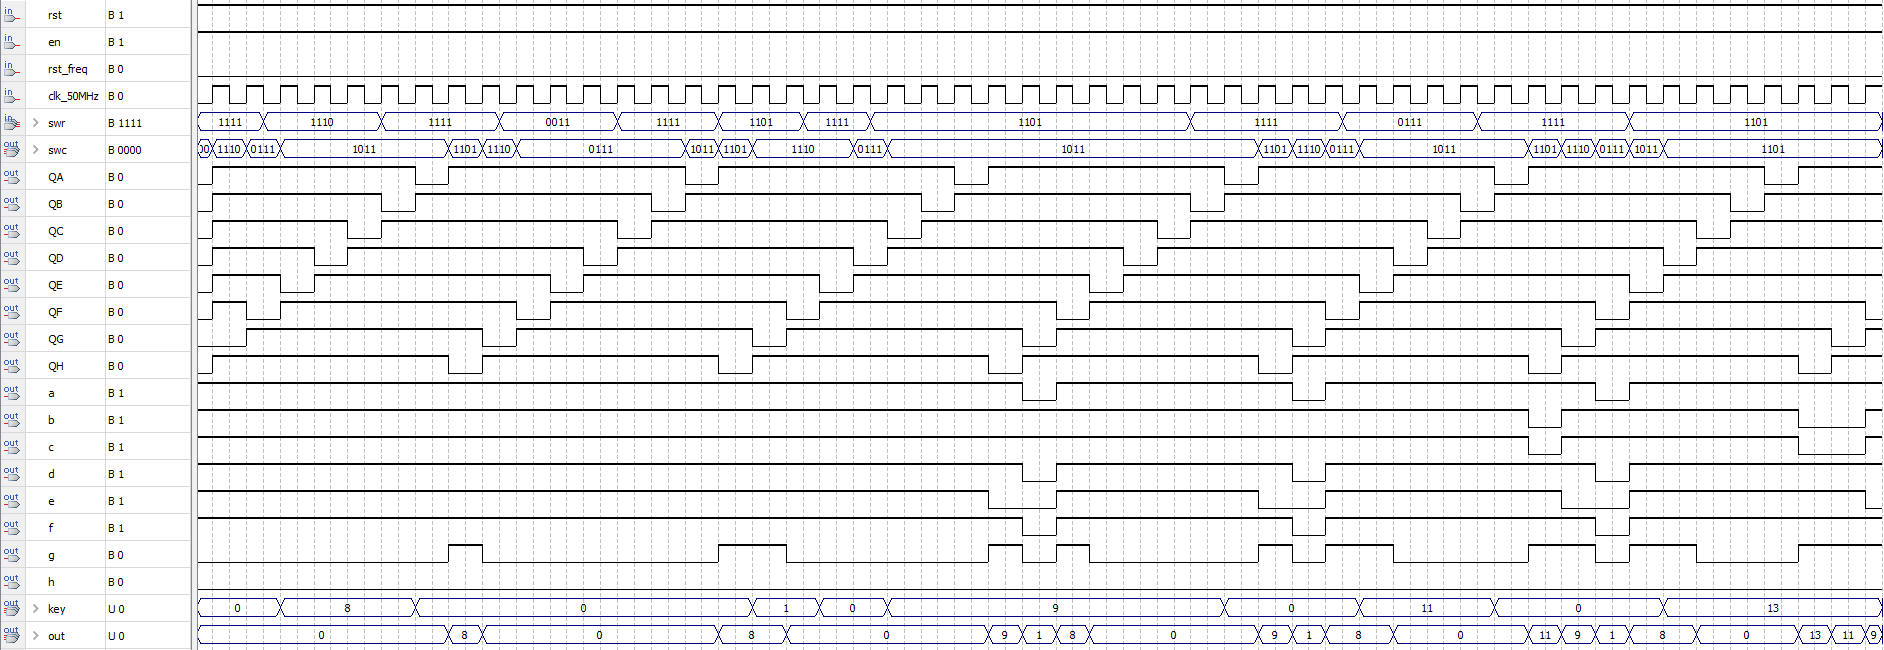 in rst B 1
in en B 1
in rst_freq B 0
in clk_50MHz B 0
in swr B 1111 1111 1110 1111 0011 1111 1101 1111 1101 1111 0111 1111 1101
out swc B 0000 00 1110 0111 1011 1101 1110 0111 1011 1101 1110 0111 1011 1101 1110 0111 1011 1101 1110 0111 1011 1101
out QA B 0
out QB B 0
out QC B 0
out QD B 0
out QE B 0
out QF B 0
out QG B 0
out QH B 0
out a B 1
out b B 1
out c B 1
out d B 1
out e B 1
out f B 1
out g B 0
out h B 0
out key U 0 0 8 0 1 0 9 0 11 0 13
out out U 0 0 8 0 8 0 9 1 8 0 9 1 8 0 11 9 1 8 0 13 11 9